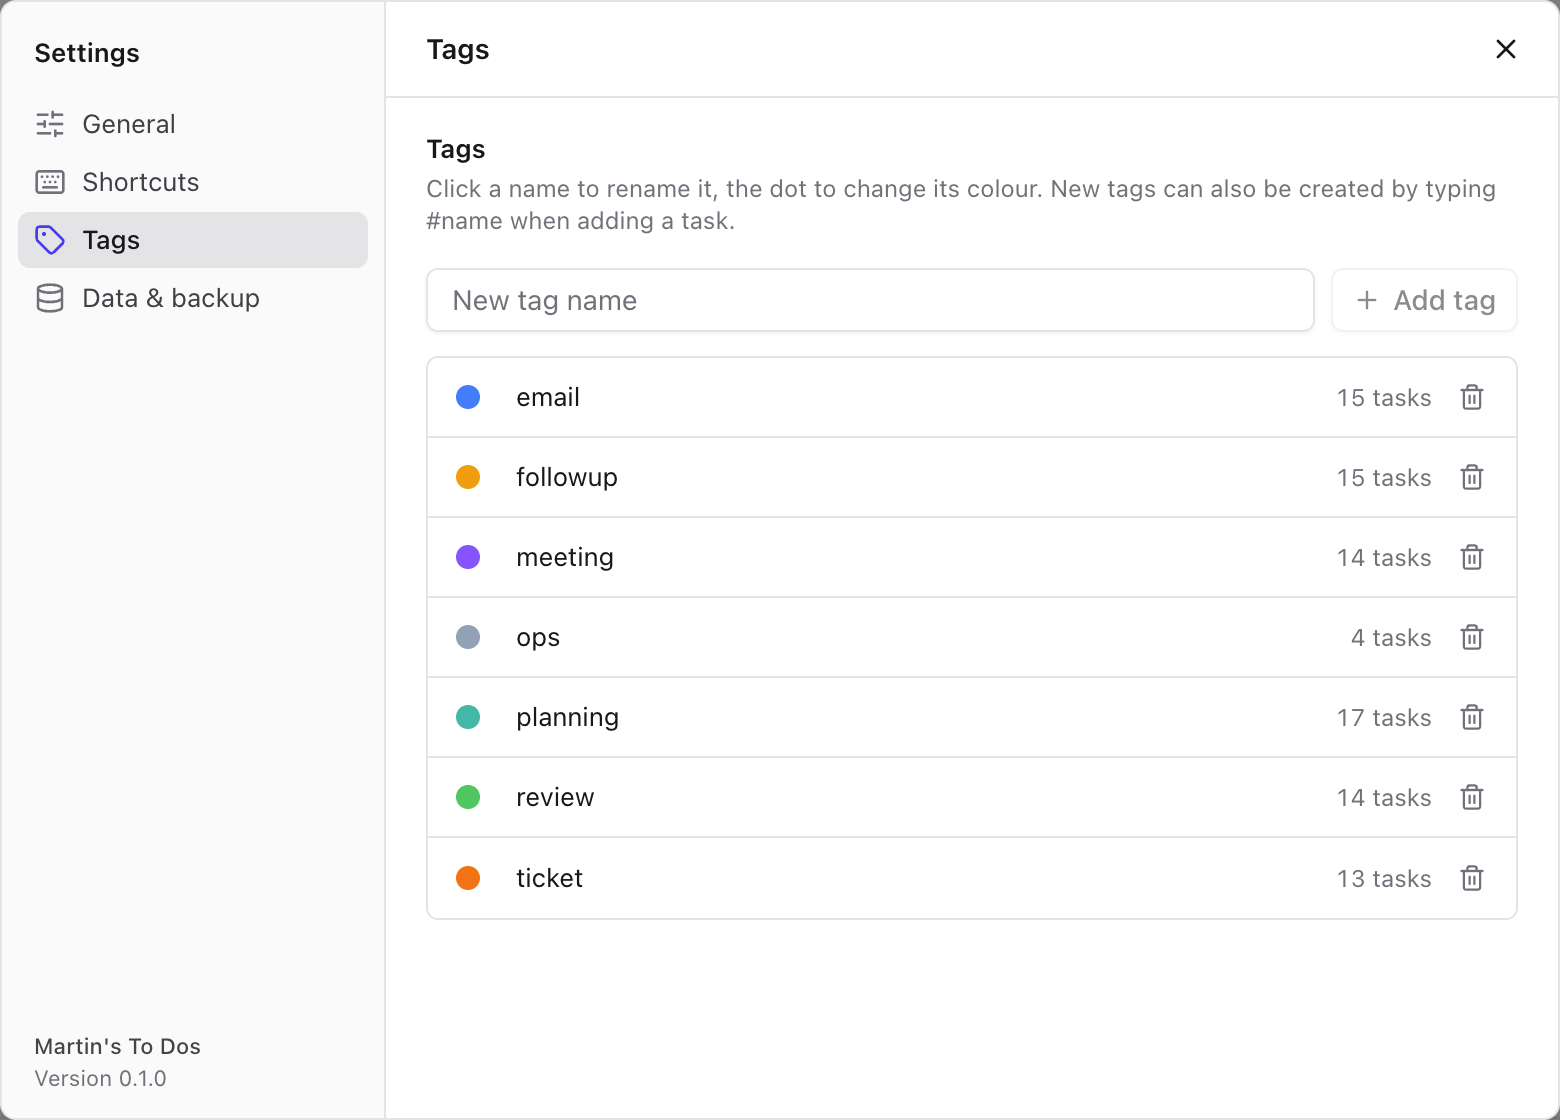 Settings
General
Shortcuts
Tags
Data & backup
Martin's To Dos
Version 0.1.0
Tags
Tags
Click a name to rename it, the dot to change its colour. New tags can also be created by typing
#name when adding a task.
New tag name
+ Add tag
email 15 tasks
followup 15 tasks
meeting 14 tasks
ops 4 tasks
planning 17 tasks
review 14 tasks
ticket 13 tasks